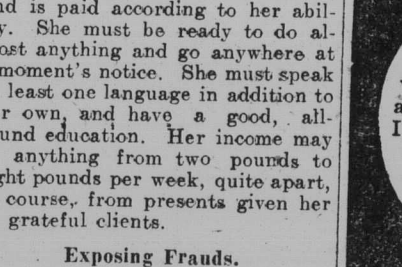 nd is paid according to her abil-
y. She must be ready to do al-
ost anything and go anywhere at
moment's notice. She must speak
least one language in addition to
r own, and have a good, all-
und education. Her income may
anything from two pounds to
ght pounds per week, quite apart,
course, from presents given her
grateful clients.
Exposing Frauds.
a
I